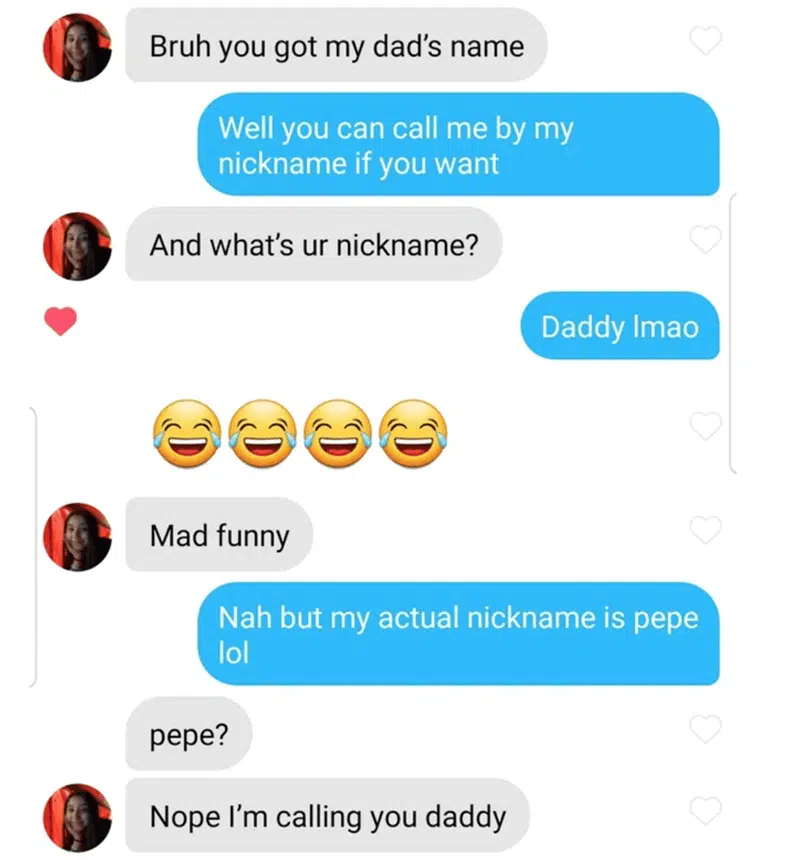 Bruh you got my dad’s name
Well you can call me by my
nickname if you want
And what’s ur nickname?
Daddy lmao
😂😂😂😂
Mad funny
Nah but my actual nickname is pepe
lol
pepe?
Nope I’m calling you daddy